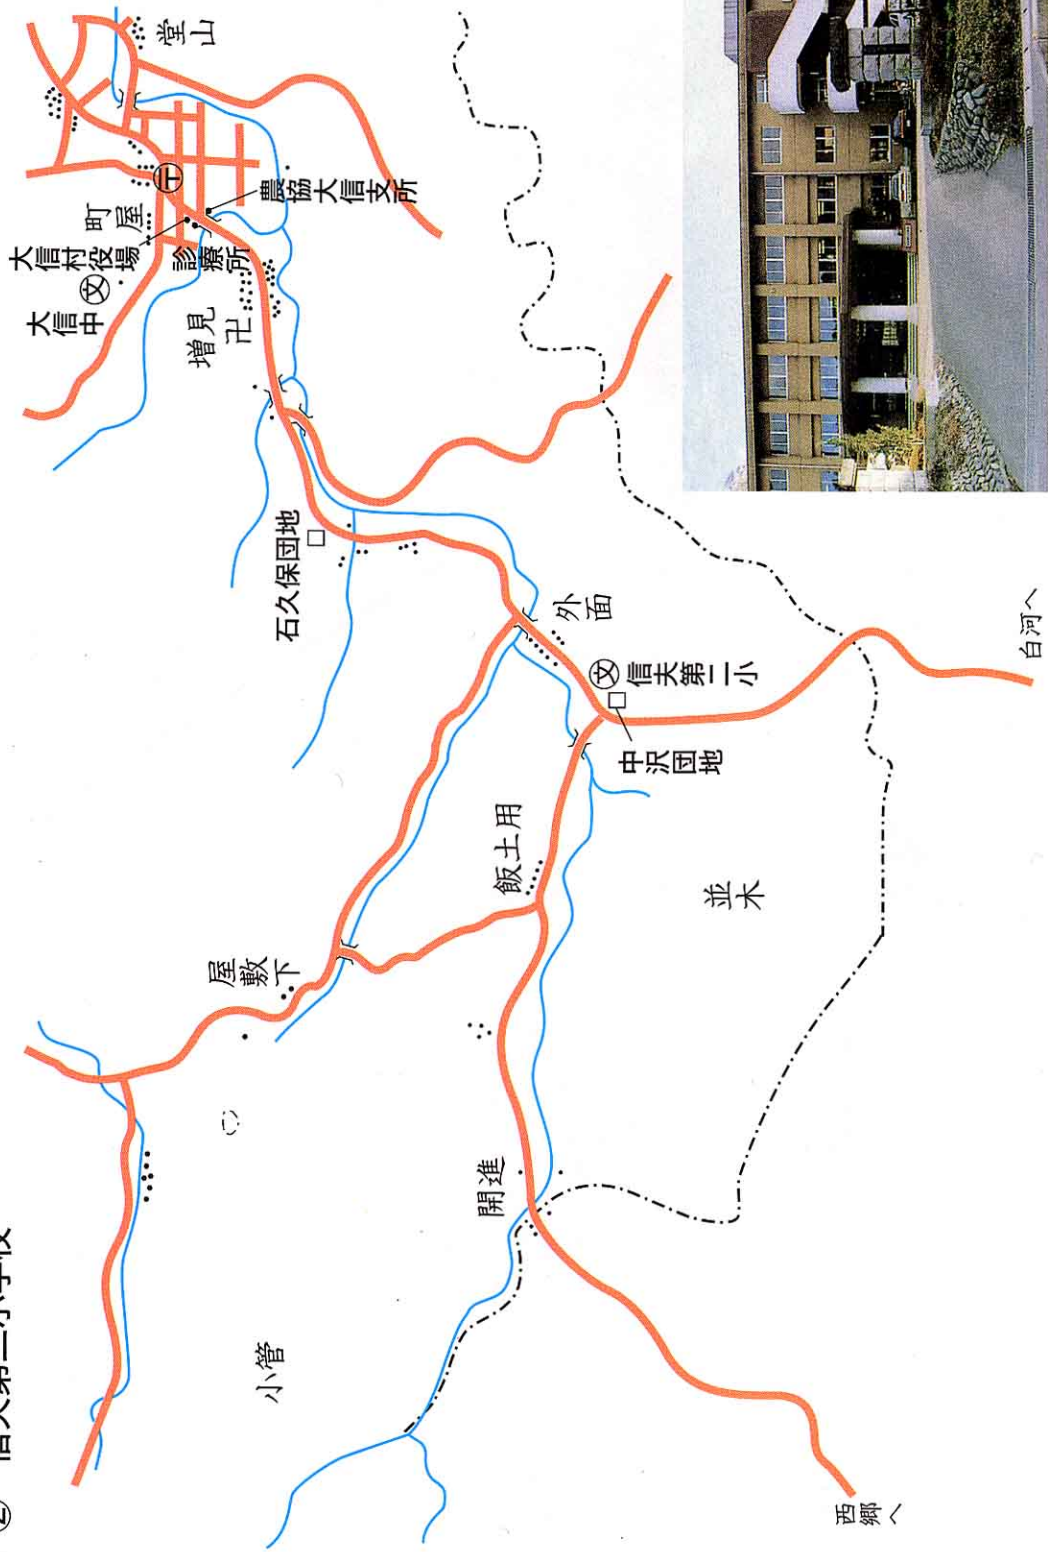 信夫第二小学校
堂山
町屋
〒
農協大信支所
大信村役場
診療所
大信中
文
増見
卍
石久保団地
外面
文
信夫第二小
中沢団地
白河へ
飯土用
並木
屋敷下
開進
小管
西郷へ